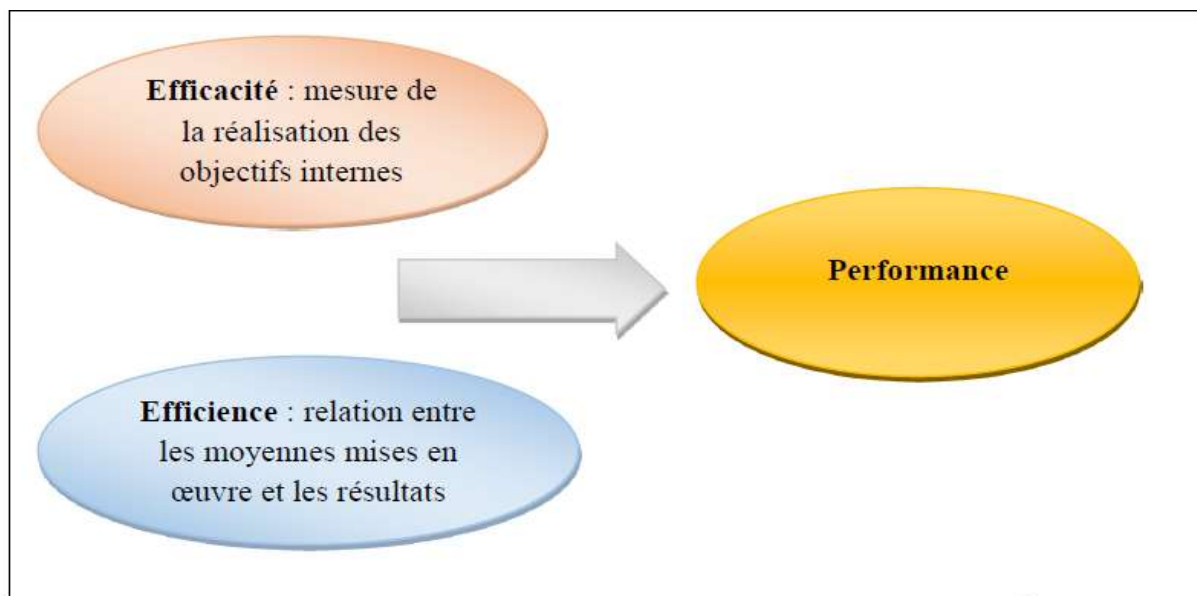 Efficacité : mesure de
la réalisation des
objectifs internes
Performance
Efficience : relation entre
les moyennes mises en
œuvre et les résultats